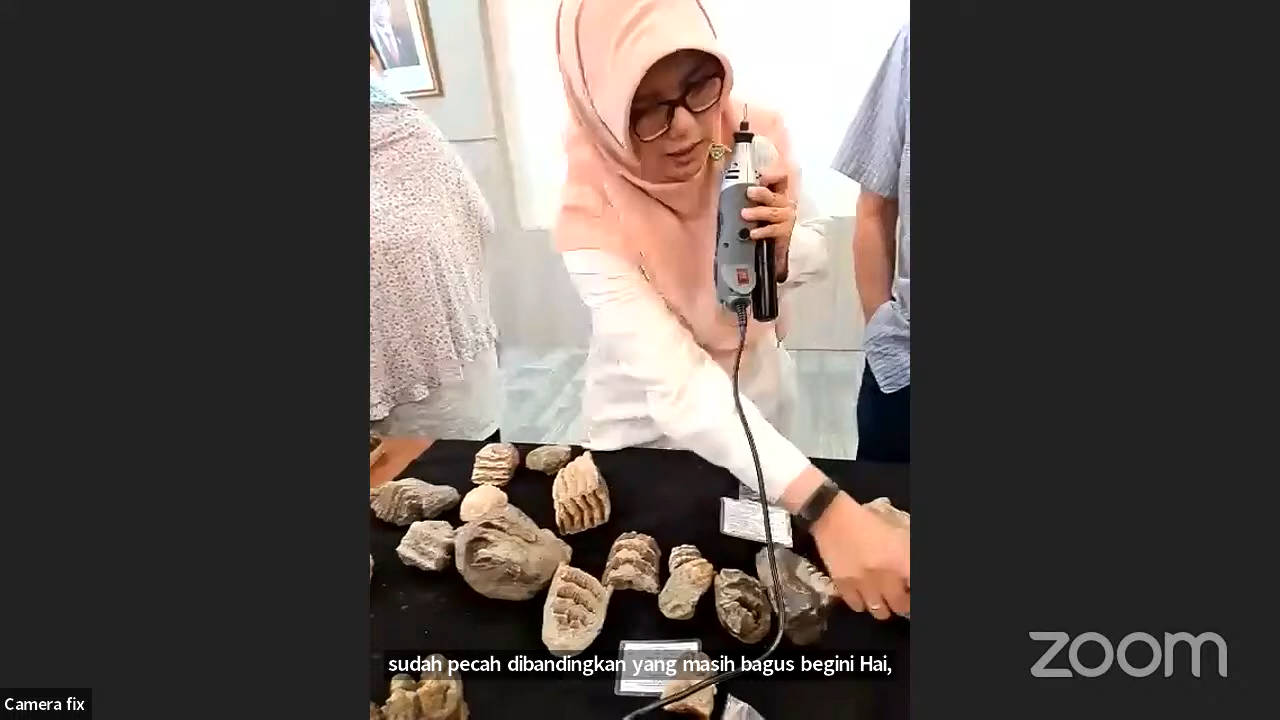 sudah pecah dibandingkan yang masih bagus begini Hai,
zoom
Camera fix